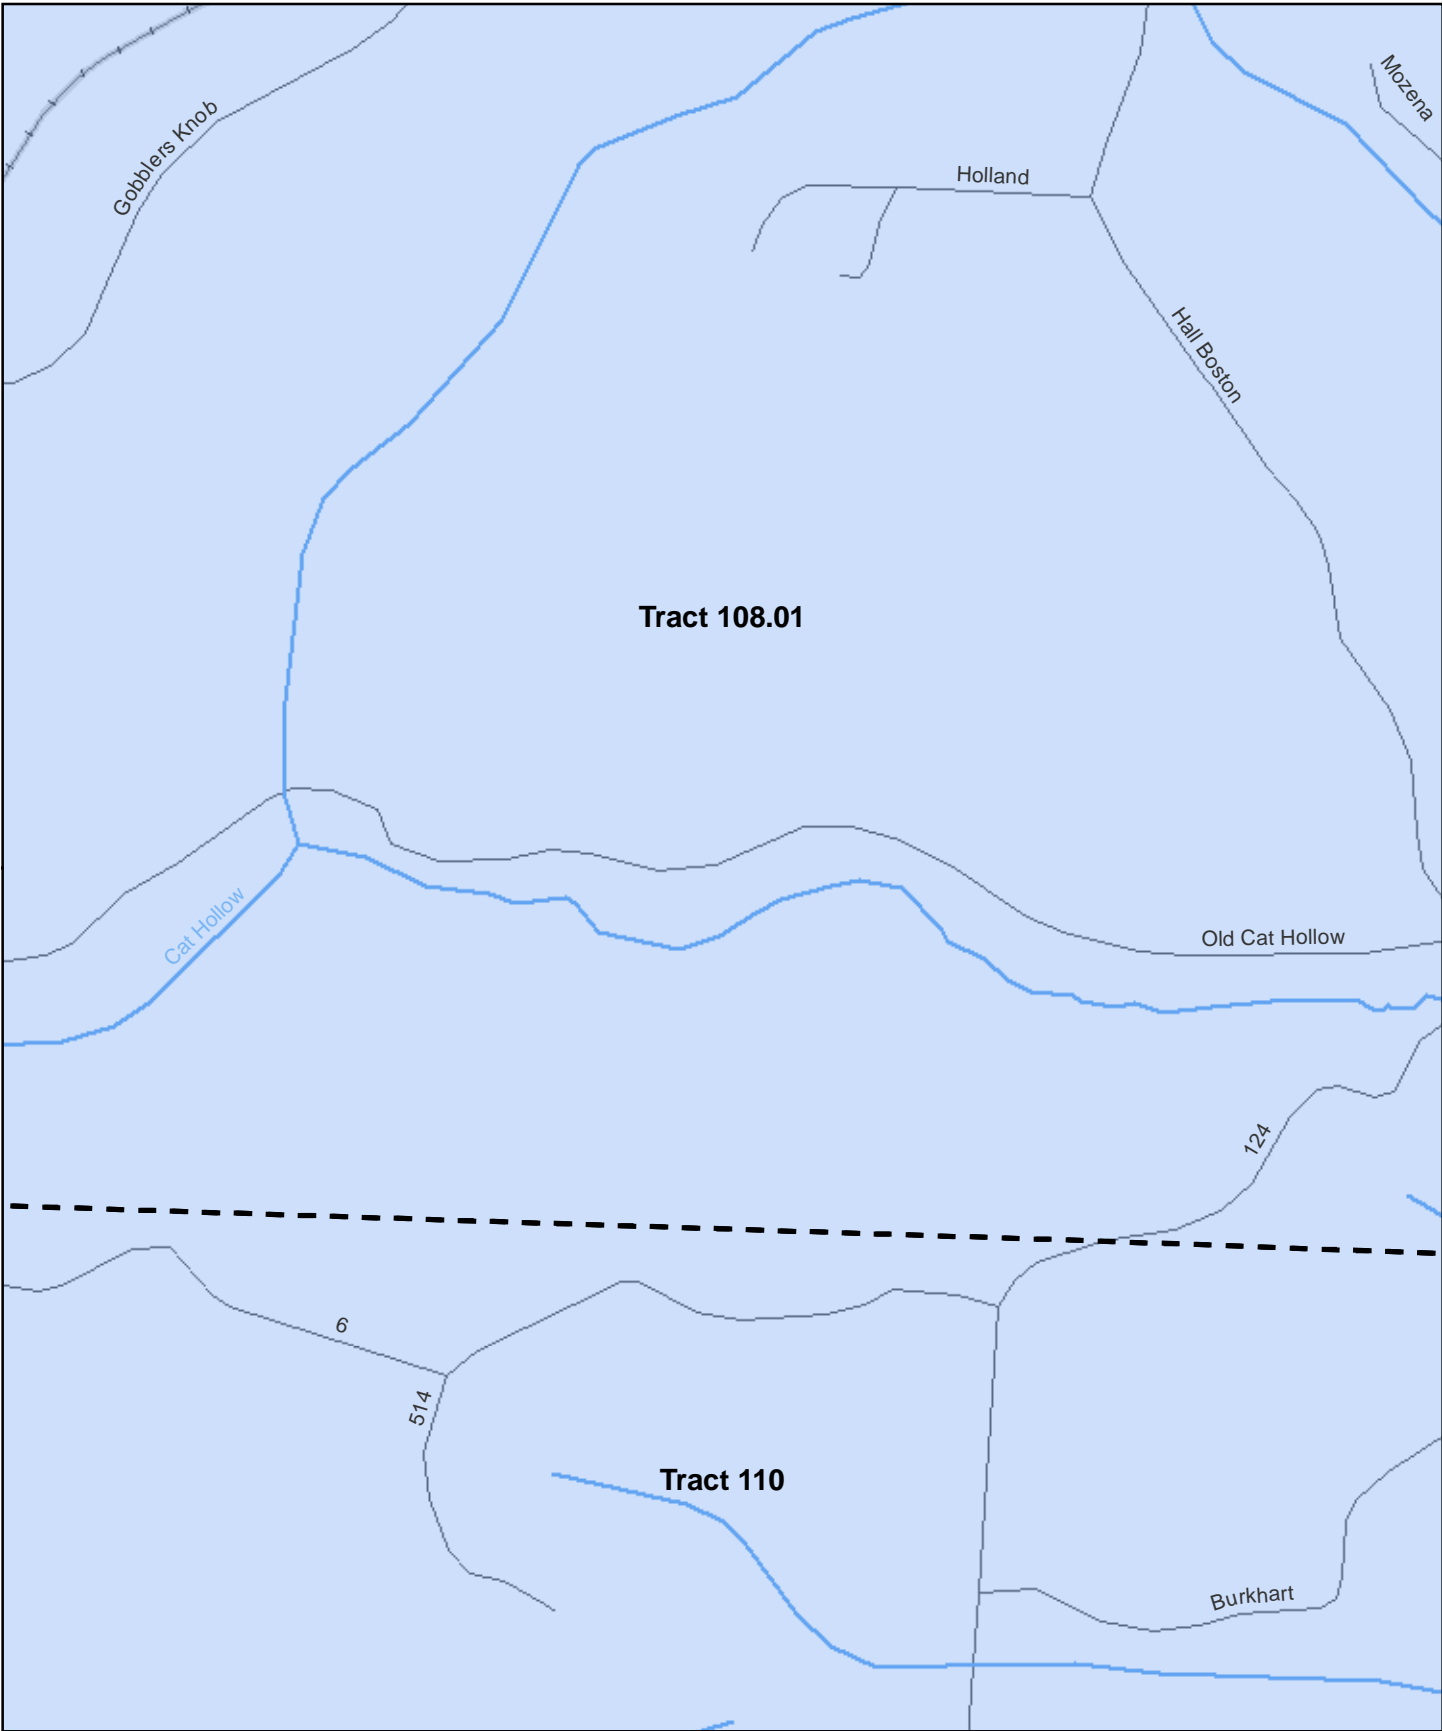 Mozena
Gobblers Knob
Holland
Hall Boston
Tract 108.01
Cat Hollow
Old Cat Hollow
124
6
514
Tract 110
Burkhart